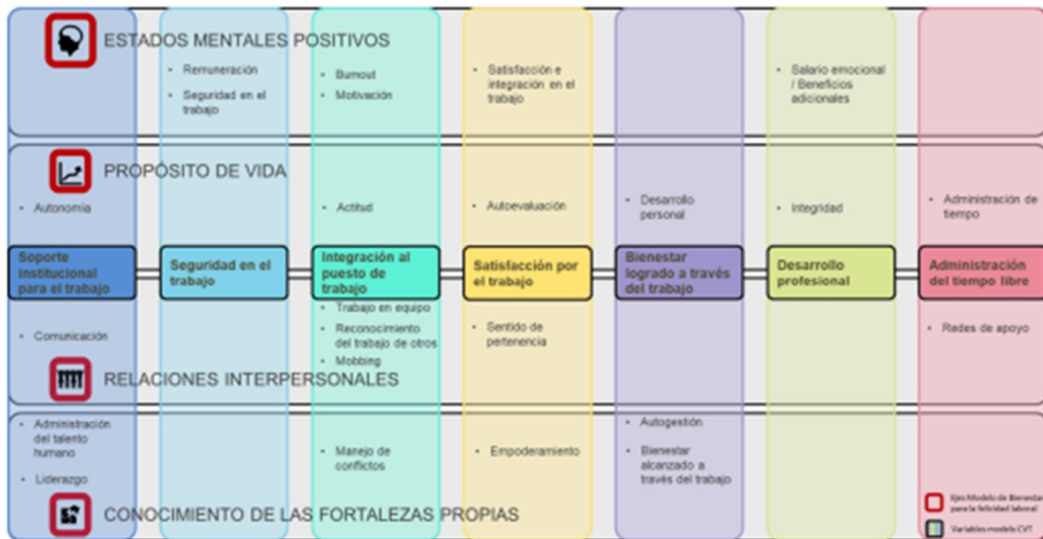 ESTADOS MENTALES POSITIVOS
• Remuneración
• Seguridad en el
trabajo
• Burnout
• Motivación
• Satisfacción e
integración en el
trabajo
• Salario emocional
/ Beneficios
adicionales
PROPÓSITO DE VIDA
• Autonomía
• Actitud
• Autoevaluación
• Desarrollo
personal
• Integridad
• Administración de
tiempo
Soporte
institucional
para el trabajo
Seguridad en el
trabajo
Integración al
puesto de
trabajo
Satisfacción por
el trabajo
Bienestar
logrado a través
del trabajo
Desarrollo
profesional
Administración
del tiempo libre
• Comunicación
• Trabajo en equipo
• Reconocimiento
del trabajo de otros
• Mobbing
• Sentido de
pertenencia
• Redes de apoyo
RELACIONES INTERPERSONALES
• Administración
del talento
humano
• Liderazgo
• Manejo de
conflictos
• Empoderamiento
• Autogestión
• Bienestar
alcanzado a
través del trabajo
CONOCIMIENTO DE LAS FORTALEZAS PROPIAS
Ejes Modelo de Bienestar
para la felicidad laboral
Variables modelo CVT